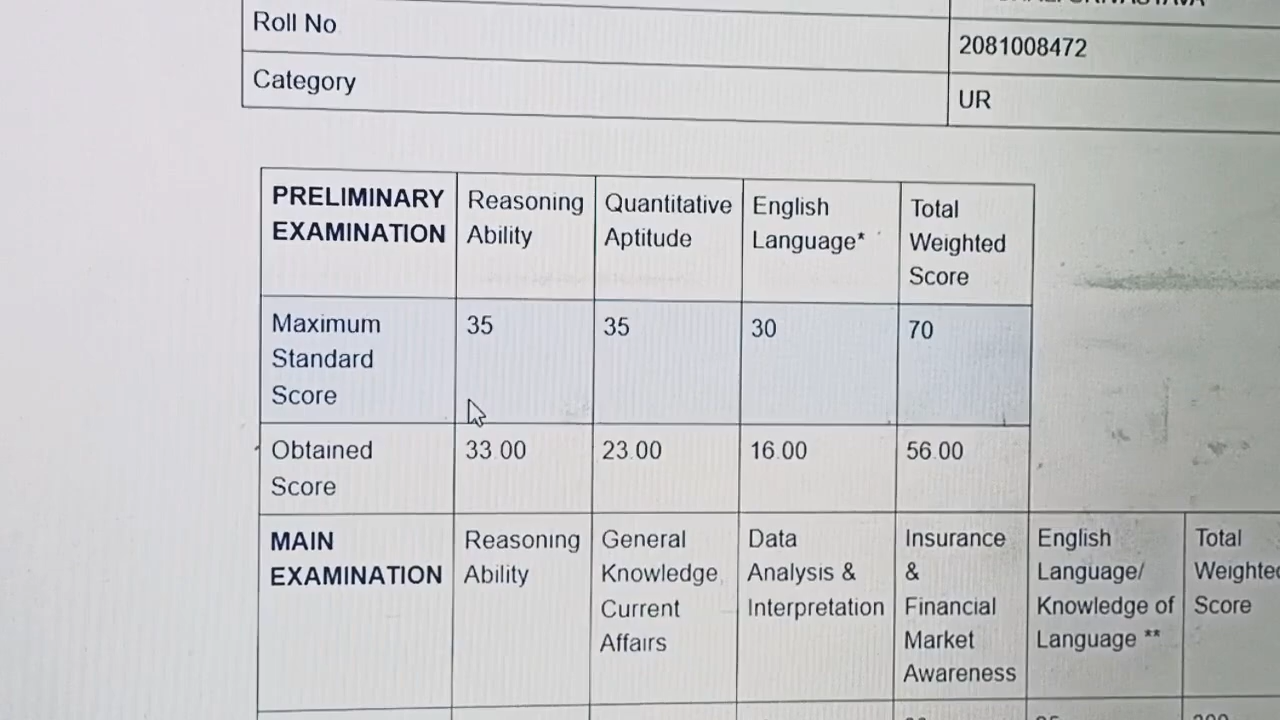 Roll No
2081008472
Category
UR
PRELIMINARY
EXAMINATION
Reasoning
Ability
Quantitative
Aptitude
English
Language*
Total
Weighted
Score
Maximum
Standard
Score
35
35
30
70
Obtained
Score
33.00
23.00
16.00
56.00
MAIN
EXAMINATION
Reasoning
Ability
General
Knowledge,
Current
Affairs
Data
Analysis &
Interpretation
Insurance
&
Financial
Market
Awareness
English
Language/
Knowledge of
Language **
Total
Weighted
Score